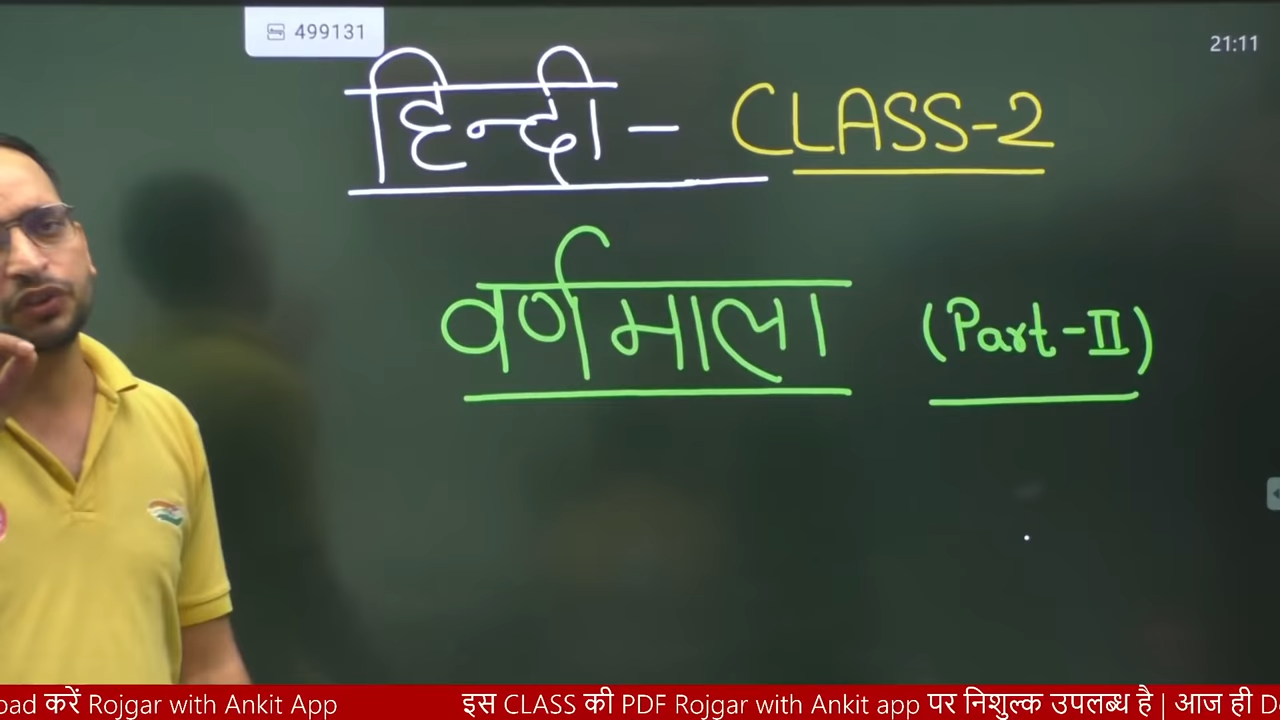 499131
21:11
हिन्दी - CLASS-2
वर्णमाला (Part-II)
करें Rojgar with Ankit App इस CLASS की PDF Rojgar with Ankit app पर निशुल्क उपलब्ध है | आज ही